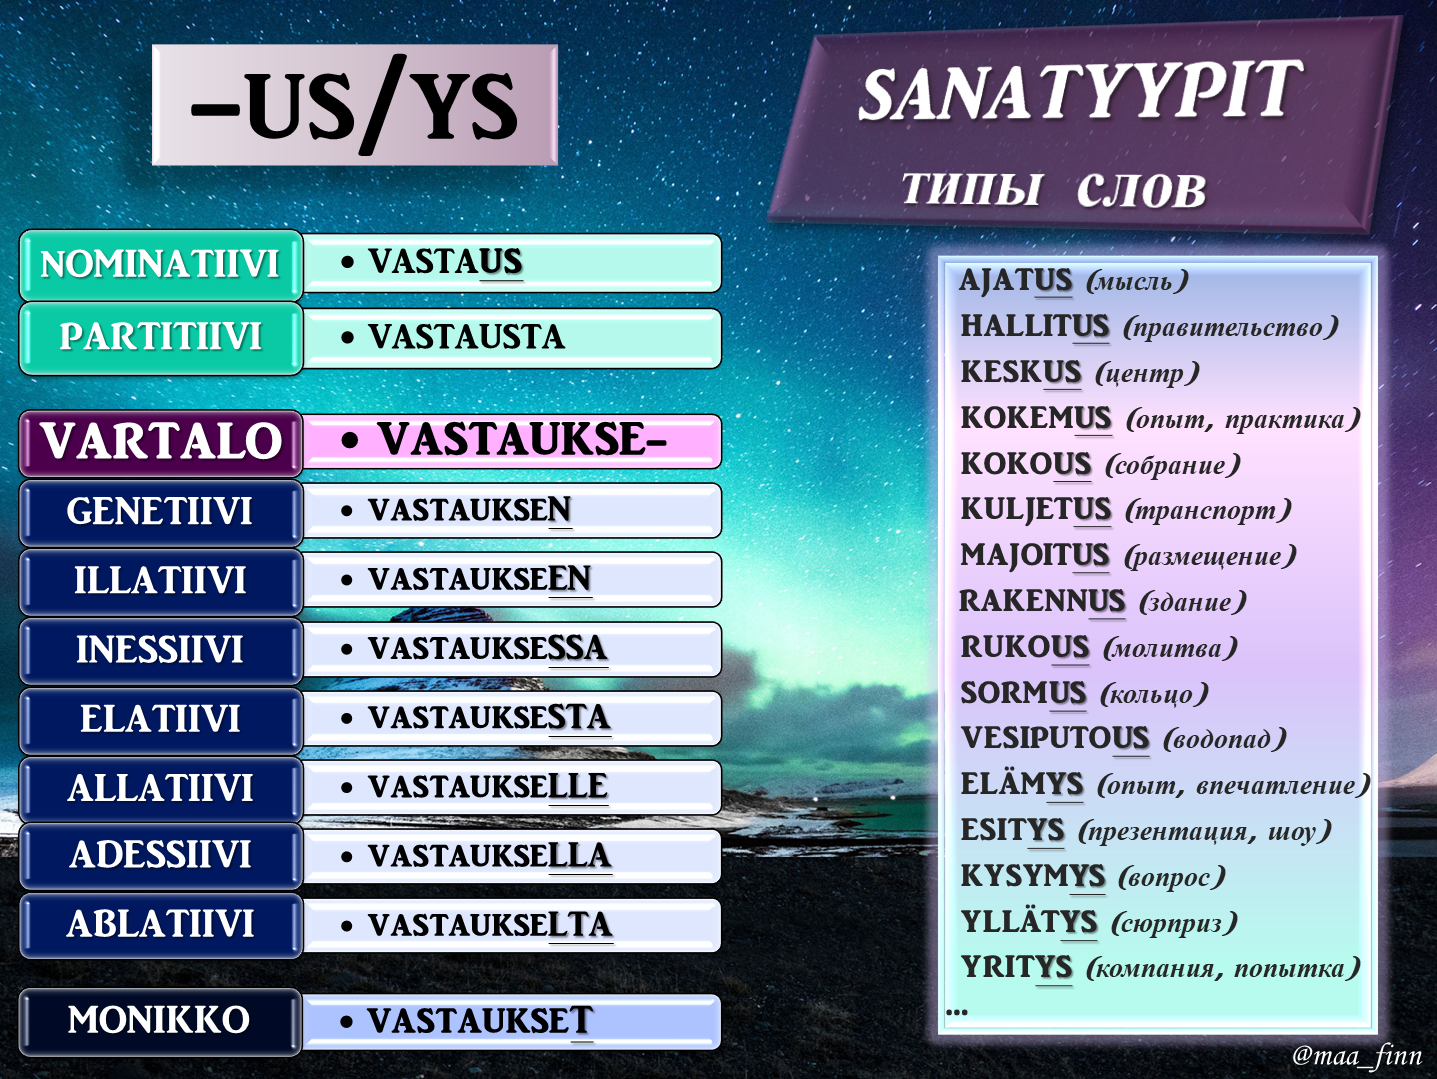 –US/YS
SANATYYPIT
типы слов
NOMINATIIVI
• VASTAUS
PARTITIIVI
• VASTAUSTA
VARTALO
• VASTAUKSE–
GENETIIVI
• VASTAUKSEN
ILLATIIVI
• VASTAUKSEEN
INESSIIVI
• VASTAUKSESSA
ELATIIVI
• VASTAUKSESTA
ALLATIIVI
• VASTAUKSELLE
ADESSIIVI
• VASTAUKSELLA
ABLATIIVI
• VASTAUKSELTA
MONIKKO
• VASTAUKSET
AJATUS (мысль)
HALLITUS (правительство)
KESKUS (центр)
KOKEMUS (опыт, практика)
KOKOUS (собрание)
KULJETUS (транспорт)
MAJOITUS (размещение)
RAKENNUS (здание)
RUKOUS (молитва)
SORMUS (кольцо)
VESIPUTOUS (водопад)
ELÄMYS (опыт, впечатление)
ESITYS (презентация, шоу)
KYSYMYS (вопрос)
YLLÄTYS (сюрприз)
YRITYS (компания, попытка)
...
@maa_finn